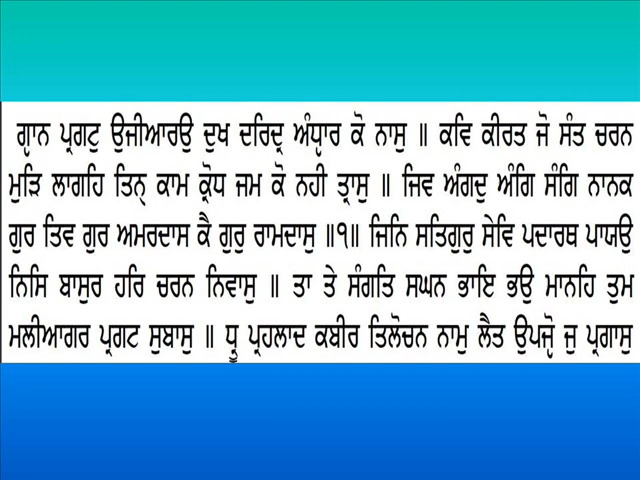 ਗ੍ਹਾਨ ਪ੍ਰਗਟੁ ਉਜੀਆਰਉ ਦੁਖ ਦਰਿਦ੍ਰ ਅੰਧ੍ਹਾਰ ਕੋ ਨਾਸੁ ॥ ਕਵਿ ਕੀਰਤ ਜੋ ਸੰਤ ਚਰਨ
ਮੁੜਿ ਲਾਗਹਿ ਤਿਨ੍ਹ ਕਾਮ ਕ੍ਰੋਧ ਜਮ ਕੋ ਨਹੀ ਤ੍ਰਾਸੁ ॥ ਜਿਵ ਅੰਗਦੁ ਅੰਗਿ ਸੰਗਿ ਨਾਨਕ
ਗੁਰ ਤਿਵ ਗੁਰ ਅਮਰਦਾਸ ਕੈ ਗੁਰੁ ਰਾਮਦਾਸੁ ॥੧॥ ਜਿਨਿ ਸਤਿਗੁਰੁ ਸੇਵਿ ਪਦਾਰਥ ਪਾਯਉ
ਨਿਸਿ ਬਾਸੁਰ ਹਰਿ ਚਰਨ ਨਿਵਾਸੁ ॥ ਤਾ ਤੇ ਸੰਗਤਿ ਸਘਨ ਭਾਇ ਭਉ ਮਾਨਹਿ ਤੁਮ
ਮਲੀਆਗਰ ਪ੍ਰਗਟ ਸੁਬਾਸੁ ॥ ਧ੍ਰੂ ਪ੍ਰਹਲਾਦ ਕਬੀਰ ਤਿਲੋਚਨ ਨਾਮੁ ਲੈਤ ਉਪਜ੍ਹੋ ਜੁ ਪ੍ਰਗਾਸੁ